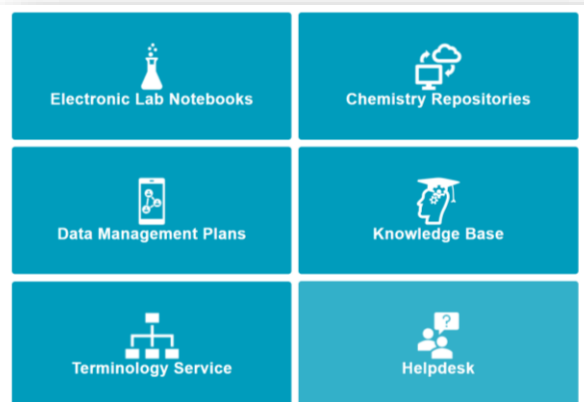 Electronic Lab Notebooks
Chemistry Repositories
Data Management Plans
Knowledge Base
Terminology Service
?
Helpdesk